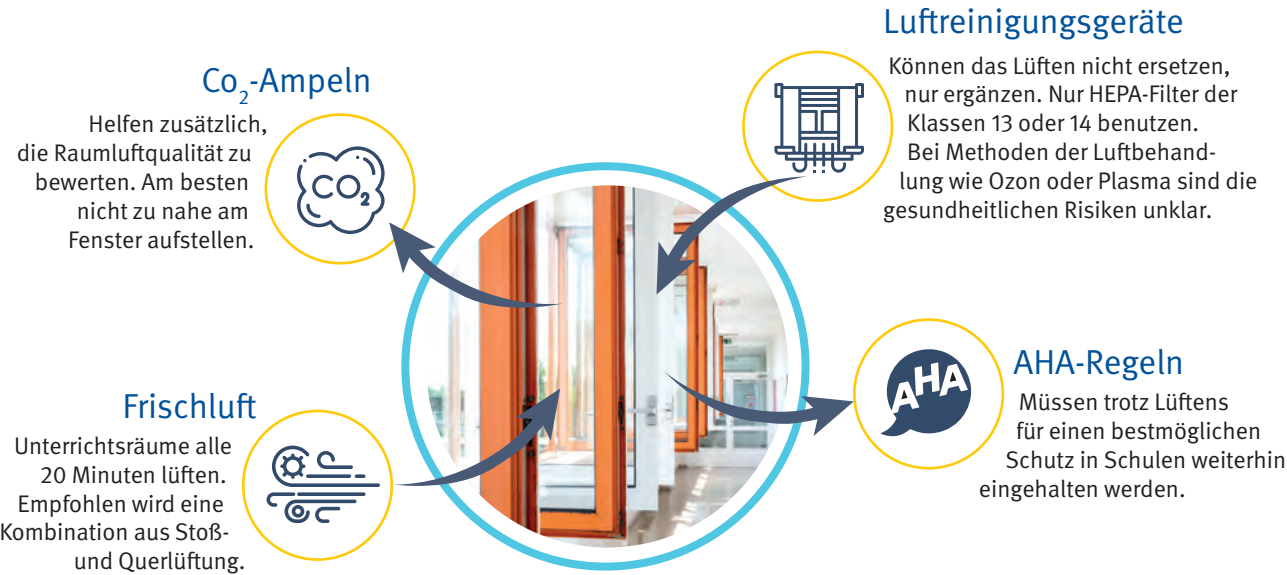 Luftreinigungsgeräte
Können das Lüften nicht ersetzen,
nur ergänzen. Nur HEPA-Filter der
Klassen 13 oder 14 benutzen.
Bei Methoden der Luftbehand-
lung wie Ozon oder Plasma sind die
gesundheitlichen Risiken unklar.
Co₂-Ampeln
Helfen zusätzlich,
die Raumluftqualität zu
bewerten. Am besten
nicht zu nahe am
Fenster aufstellen.
CO₂
AHA-Regeln
Müssen trotz Lüftens
für einen bestmöglichen
Schutz in Schulen weiterhin
eingehalten werden.
AHA
Frischluft
Unterrichtsräume alle
20 Minuten lüften.
Empfohlen wird eine
Kombination aus Stoß-
und Querlüftung.